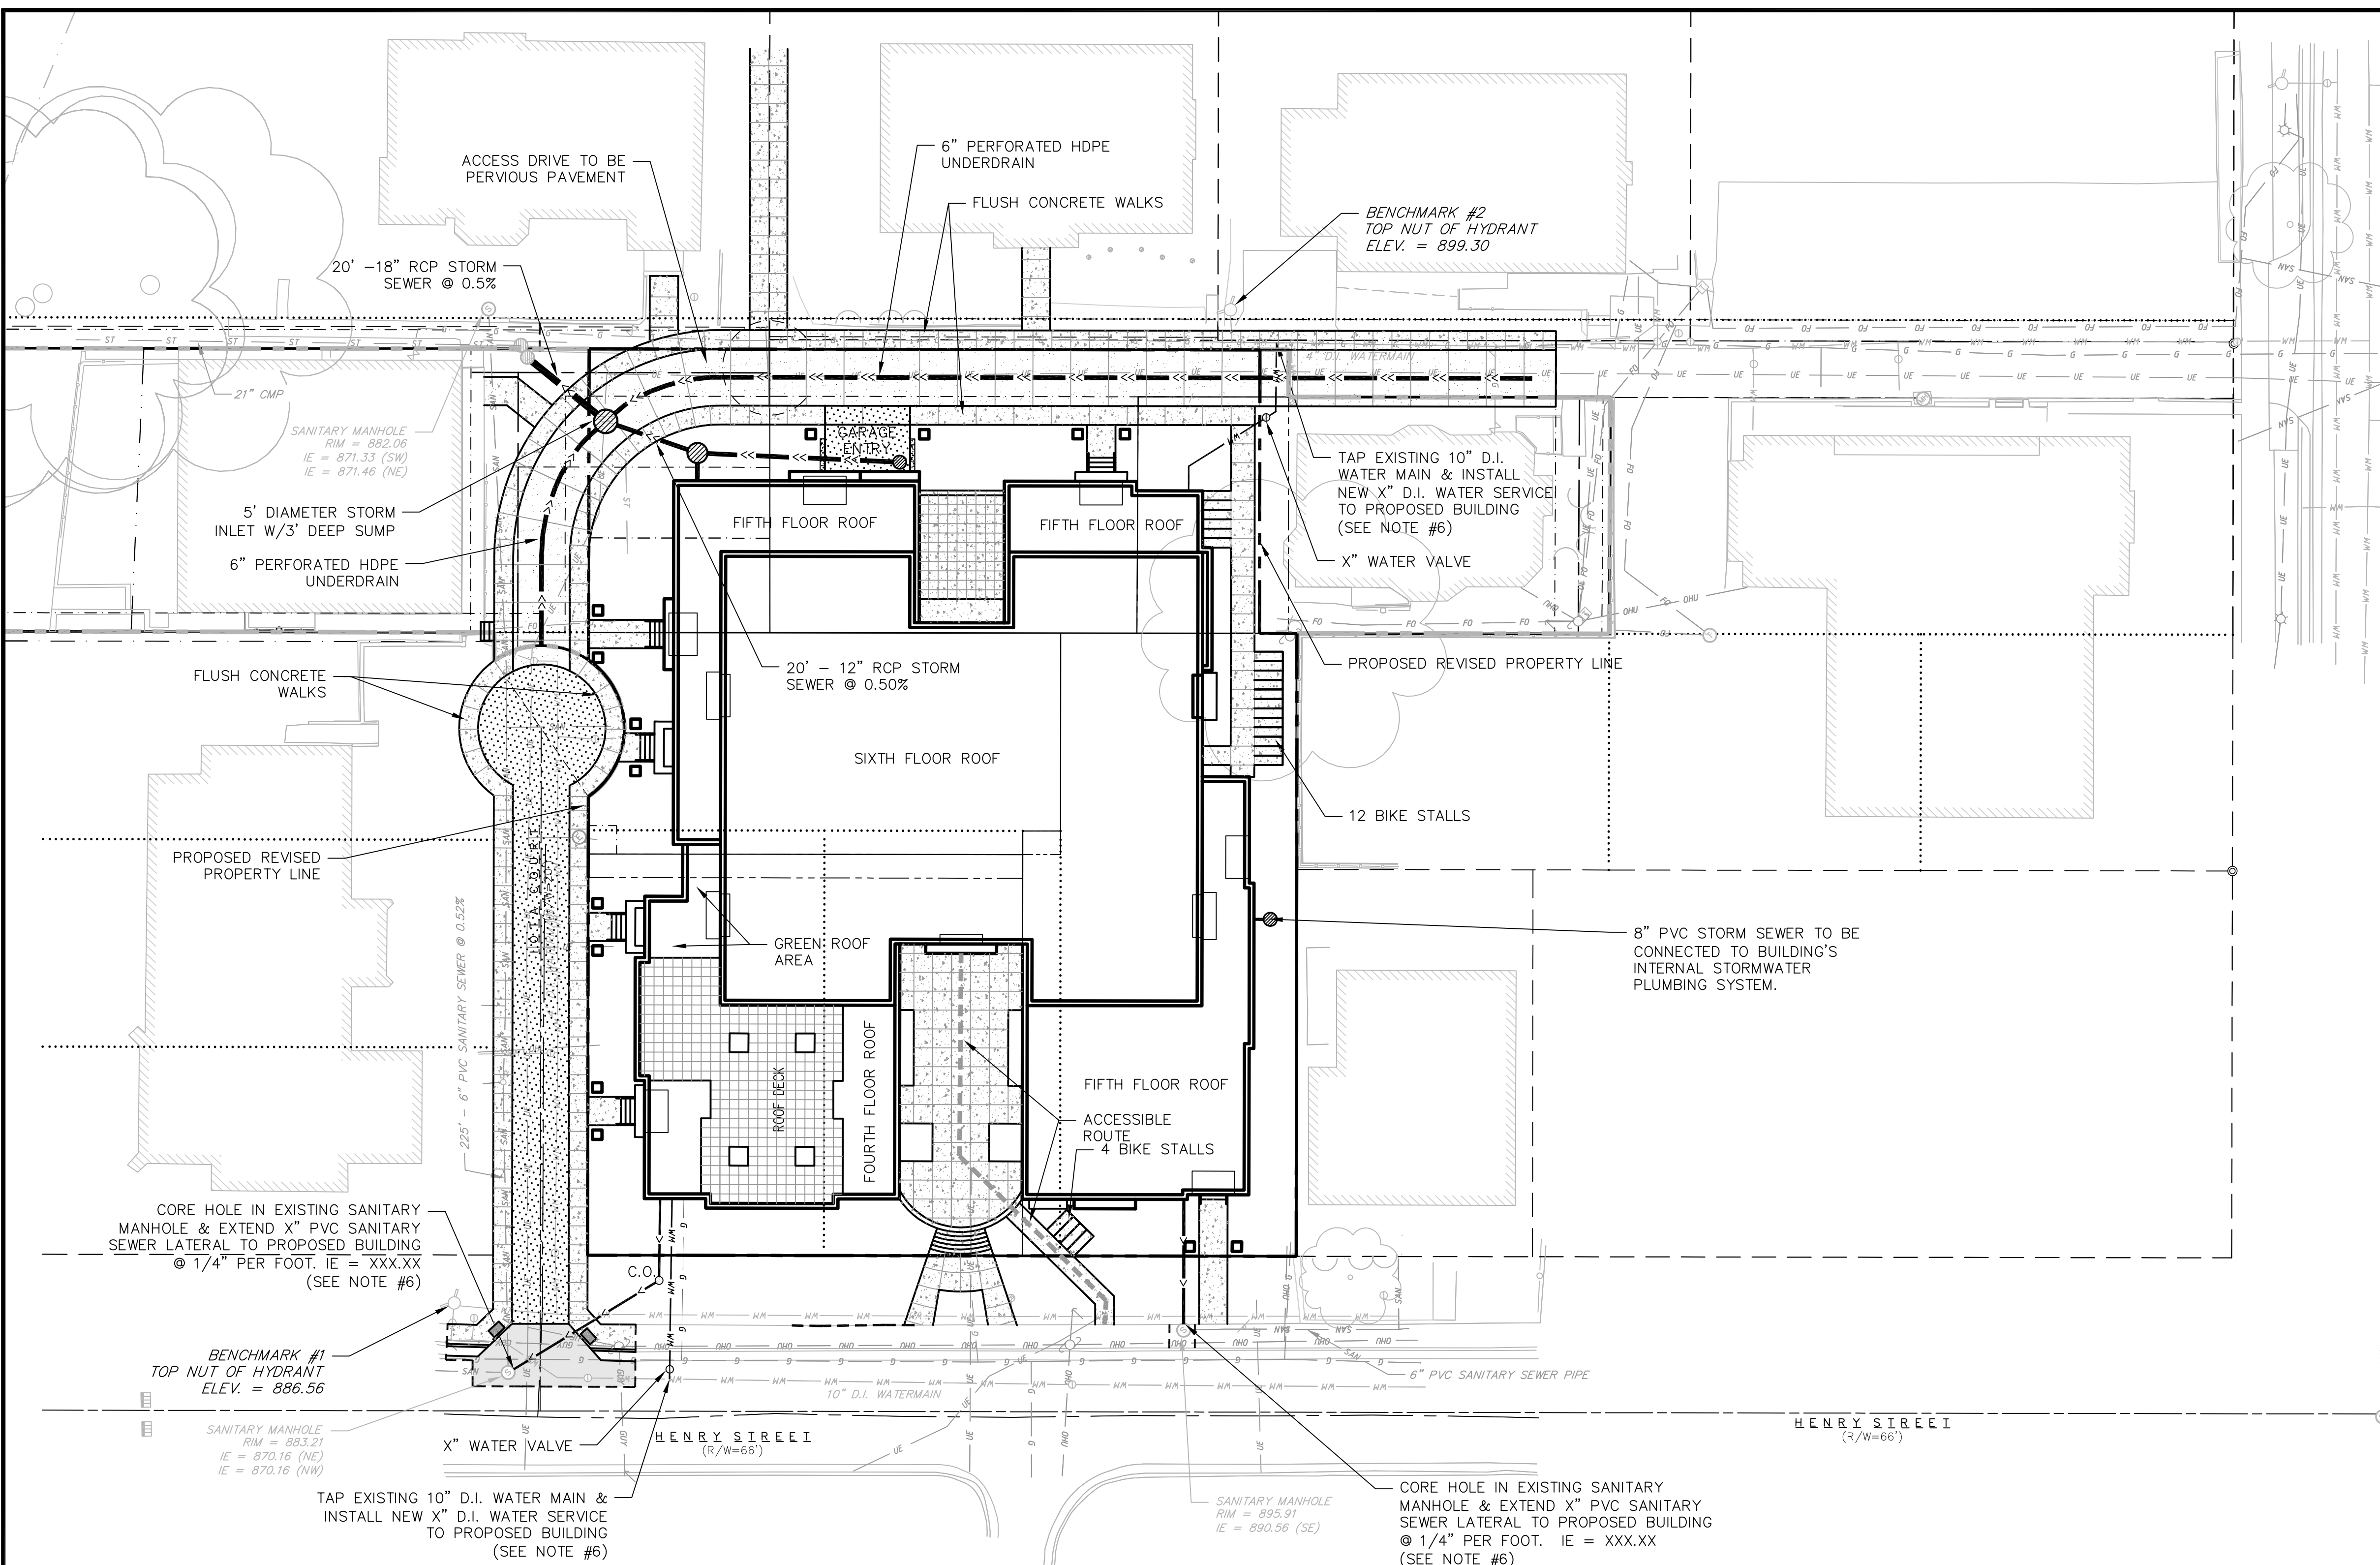 ACCESS DRIVE TO BE
PERVIOUS PAVEMENT
6" PERFORATED HDPE
UNDERDRAIN
FLUSH CONCRETE WALKS
BENCHMARK #2
TOP NUT OF HYDRANT
ELEV. = 899.30
20' -18" RCP STORM
SEWER @ 0.5%
21" CMP
4" D.I. WATERMAIN
SANITARY MANHOLE
RIM = 882.06
IE = 871.33 (SW)
IE = 871.46 (NE)
GARAGE
ENTRY
TAP EXISTING 10" D.I.
WATER MAIN & INSTALL
NEW X" D.I. WATER SERVICE
TO PROPOSED BUILDING
(SEE NOTE #6)
5' DIAMETER STORM
INLET W/3' DEEP SUMP
FIFTH FLOOR ROOF
FIFTH FLOOR ROOF
X" WATER VALVE
6" PERFORATED HDPE
UNDERDRAIN
20' - 12" RCP STORM
SEWER @ 0.50%
PROPOSED REVISED PROPERTY LINE
FLUSH CONCRETE
WALKS
SIXTH FLOOR ROOF
12 BIKE STALLS
PROPOSED REVISED
PROPERTY LINE
225' - 6" PVC SANITARY SEWER @ 0.52%
GREEN ROOF
AREA
8" PVC STORM SEWER TO BE
CONNECTED TO BUILDING'S
INTERNAL STORMWATER
PLUMBING SYSTEM.
ROOF DECK
FOURTH FLOOR ROOF
FIFTH FLOOR ROOF
ACCESSIBLE
ROUTE
4 BIKE STALLS
CORE HOLE IN EXISTING SANITARY
MANHOLE & EXTEND X" PVC SANITARY
SEWER LATERAL TO PROPOSED BUILDING
@ 1/4" PER FOOT. IE = XXX.XX
(SEE NOTE #6)
C.O.
BENCHMARK #1
TOP NUT OF HYDRANT
ELEV. = 886.56
10" D.I. WATERMAIN
6" PVC SANITARY SEWER PIPE
SANITARY MANHOLE
RIM = 883.21
IE = 870.16 (NE)
IE = 870.16 (NW)
X" WATER VALVE
HENRY STREET
(R/W=66')
HENRY STREET
(R/W=66')
TAP EXISTING 10" D.I. WATER MAIN &
INSTALL NEW X" D.I. WATER SERVICE
TO PROPOSED BUILDING
(SEE NOTE #6)
SANITARY MANHOLE
RIM = 895.91
IE = 890.56 (SE)
CORE HOLE IN EXISTING SANITARY
MANHOLE & EXTEND X" PVC SANITARY
SEWER LATERAL TO PROPOSED BUILDING
@ 1/4" PER FOOT. IE = XXX.XX
(SEE NOTE #6)